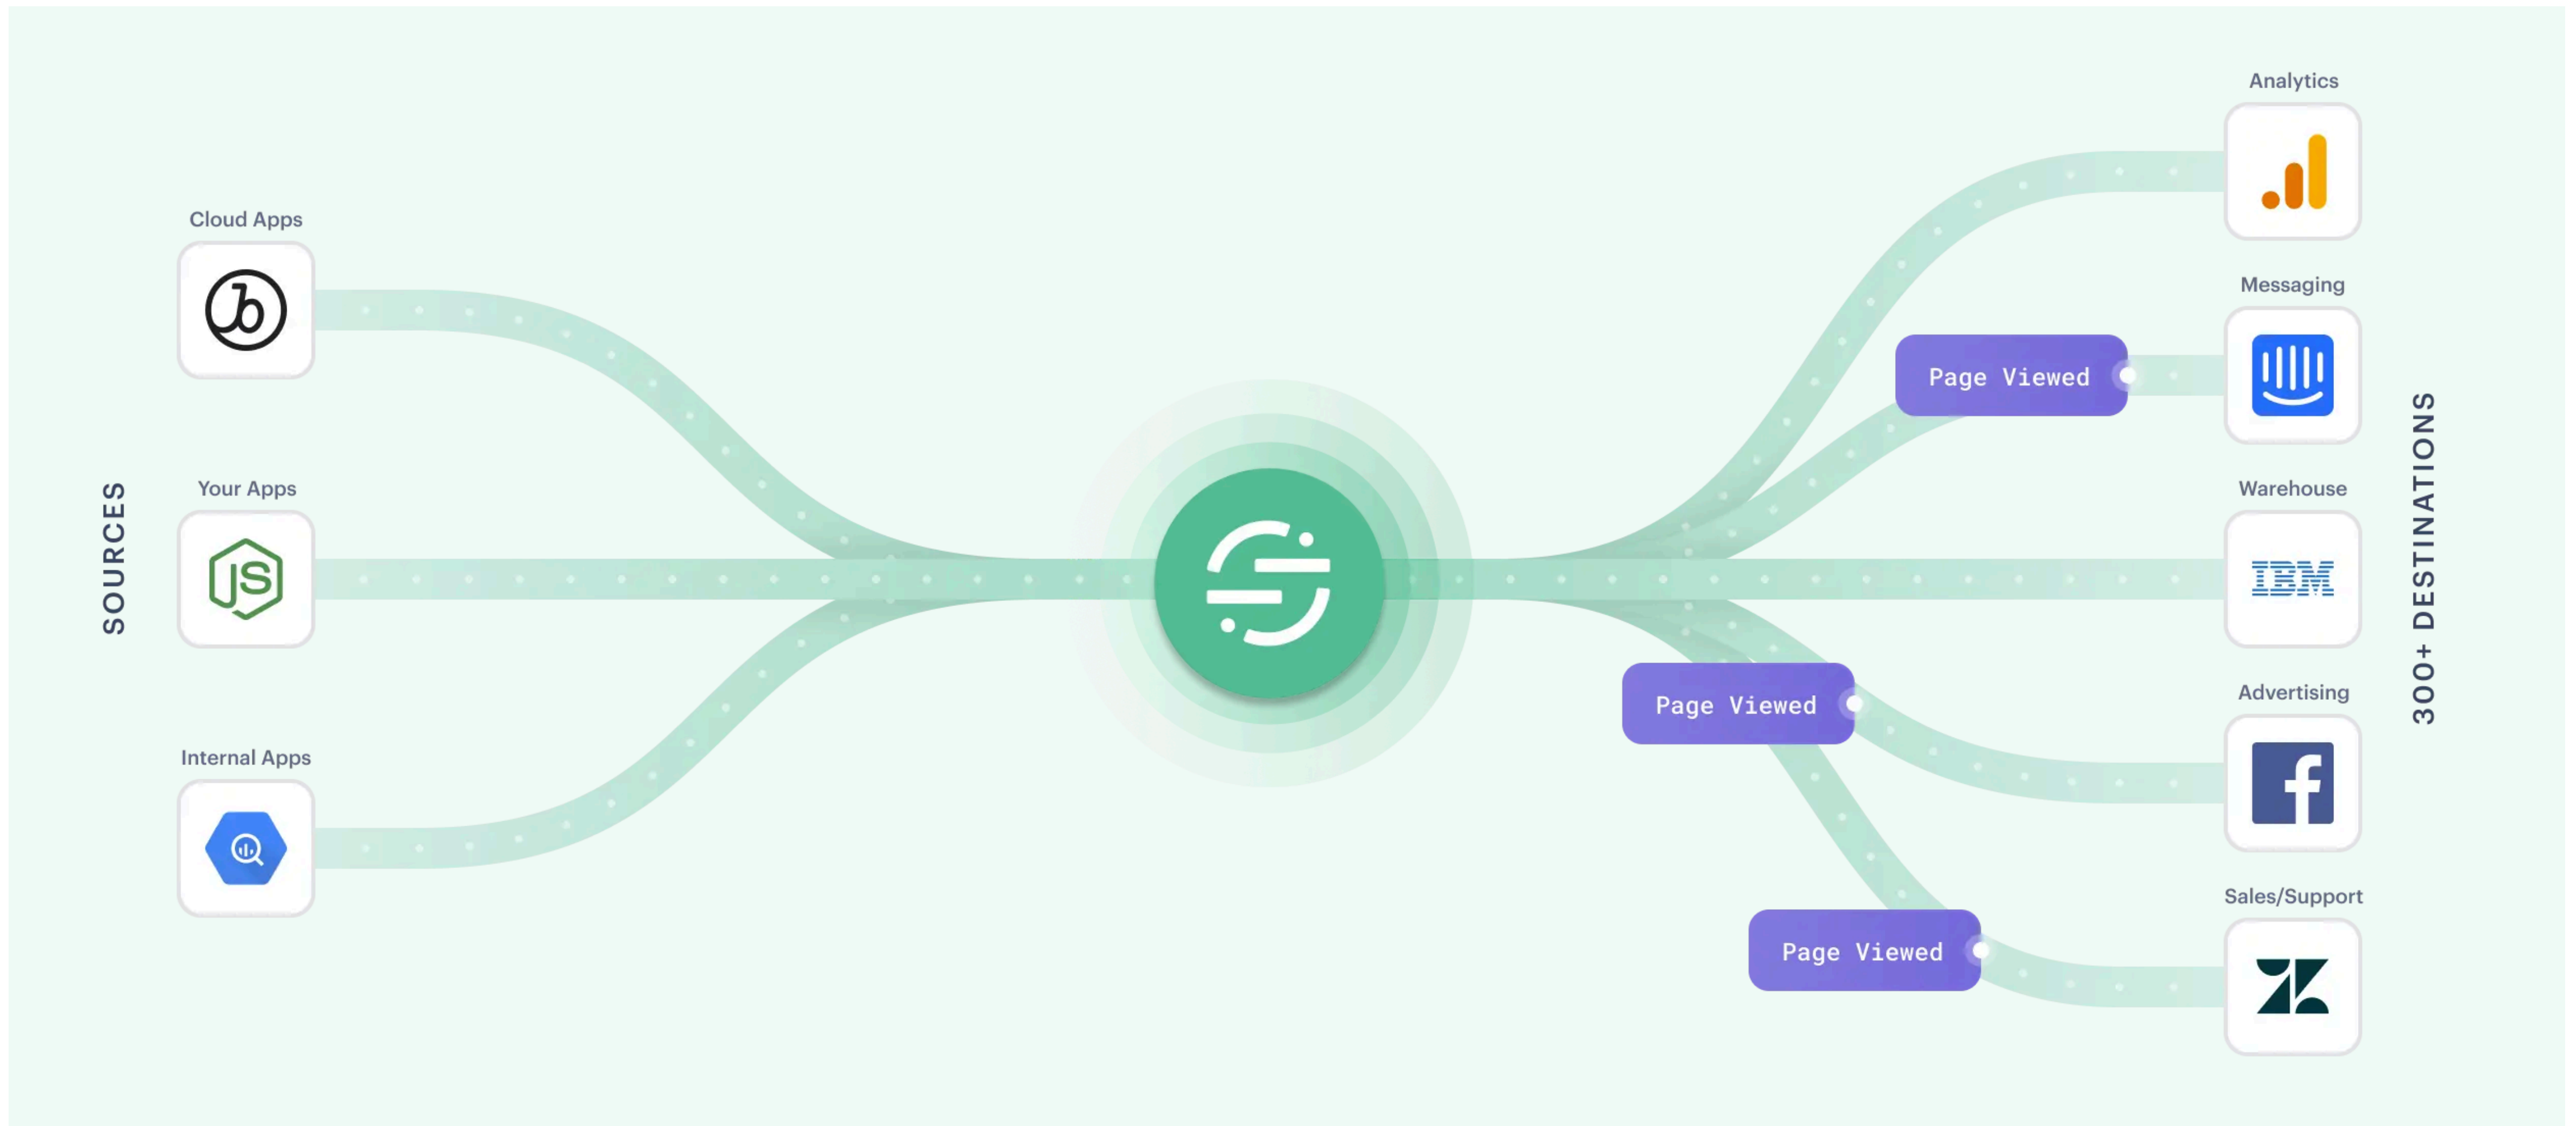 SOURCES
Cloud Apps
Your Apps
JS
Internal Apps
Page Viewed
Page Viewed
Page Viewed
Analytics
Messaging
Warehouse
IBM
Advertising
Sales/Support
300+ DESTINATIONS